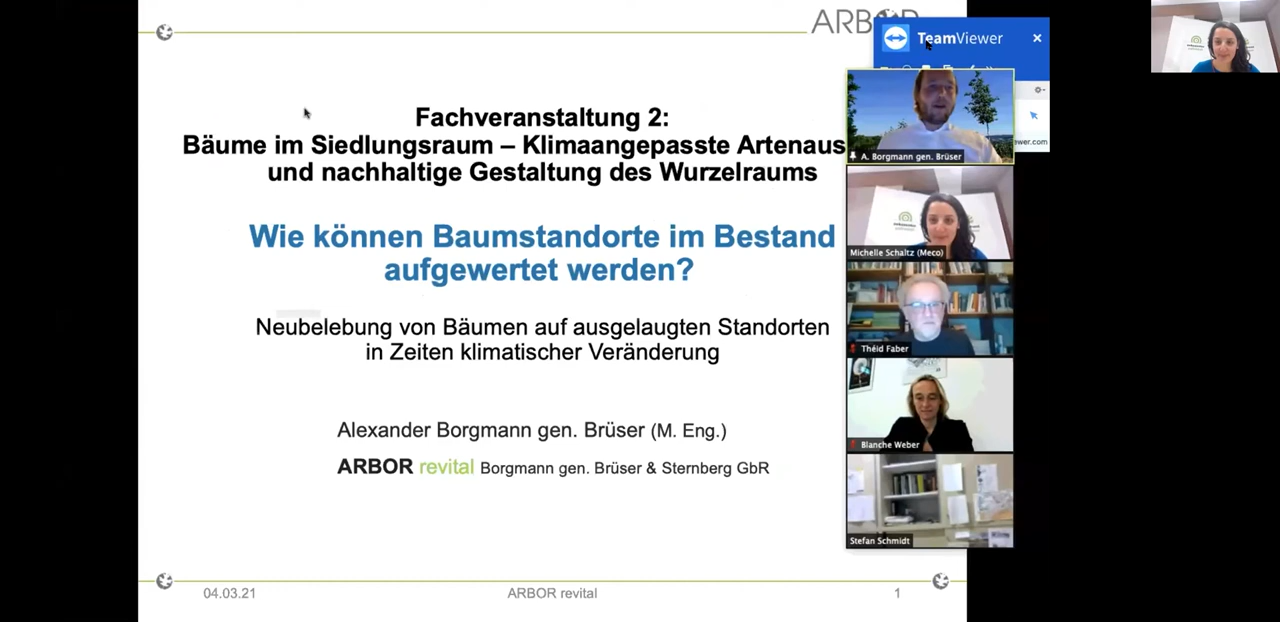 ARBOR
TeamViewer
Fachveranstaltung 2:
Bäume im Siedlungsraum – Klimaangepasste Artenaus
und nachhaltige Gestaltung des Wurzelraums
Wie können Baumstandorte im Bestand
aufgewertet werden?
Neubelebung von Bäumen auf ausgelaugten Standorten
in Zeiten klimatischer Veränderung
Alexander Borgmann gen. Brüser (M. Eng.)
ARBOR revital Borgmann gen. Brüser & Sternberg GbR
04.03.21
ARBOR revital
1
A. Borgmann gen. Brüser
ewer.com
Michelle Schaltz (Meco)
Théid Faber
Blanche Weber
Stefan Schmidt